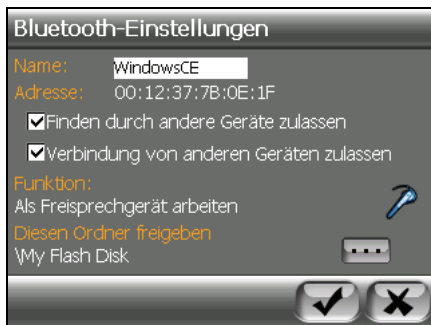 Bluetooth-Einstellungen
Name: WindowsCE
Adresse: 00:12:37:7B:0E:1F
Finden durch andere Geräte zulassen
Verbindung von anderen Geräten zulassen
Funktion:
Als Freisprechgerät arbeiten
Diesen Ordner freigeben
\My Flash Disk
...